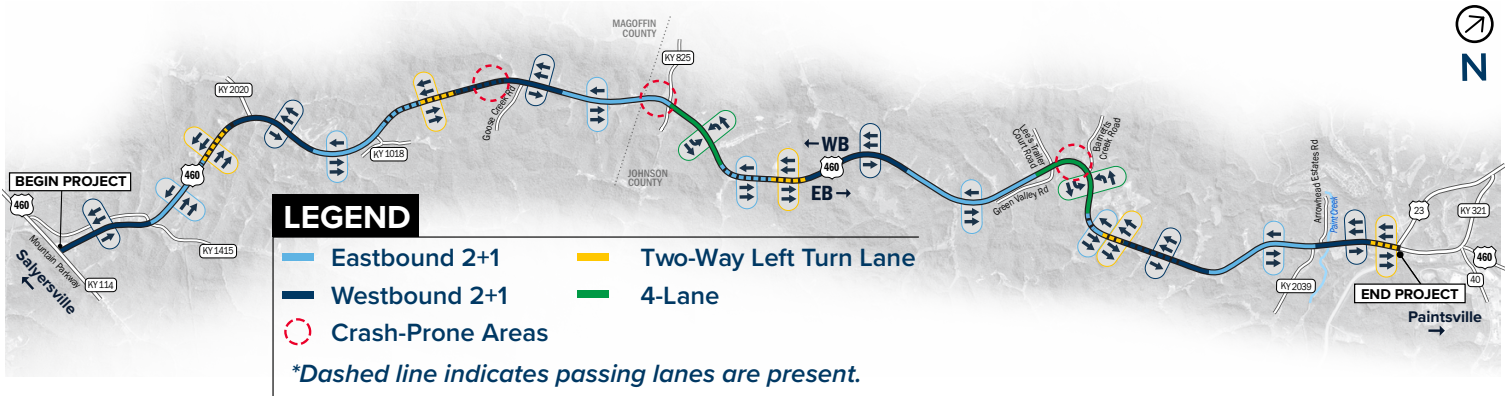 MAGOFFIN
COUNTY
N
KY 825
KY 2020
Goose Creek Rd
KY 1018
Lee's Trailer
Court Road
Barnetts
Creek Road
←WB
460
EB→
460
JOHNSON
COUNTY
Green Valley Rd
Arrowhead Estates Rd
Paint Creek
BEGIN PROJECT
460
Mountain Parkway
Salyersville
←
KY 114
KY 1415
23
KY 321
460
40
KY 2039
END PROJECT
Paintsville
→
LEGEND
Eastbound 2+1
Two-Way Left Turn Lane
Westbound 2+1
4-Lane
Crash-Prone Areas
*Dashed line indicates passing lanes are present.